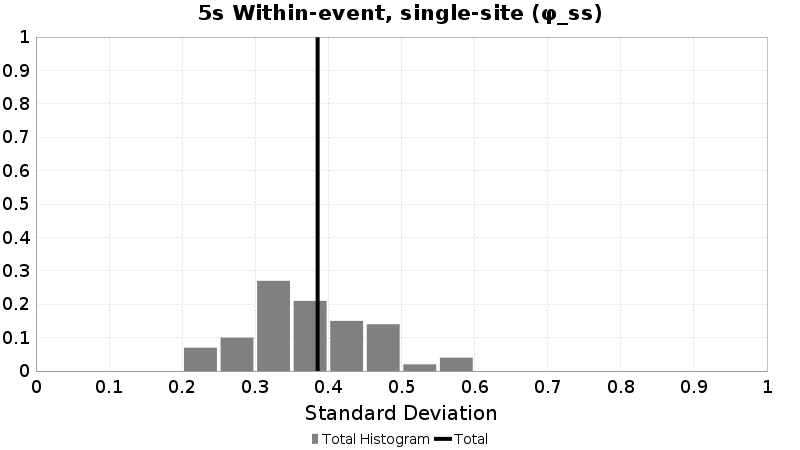 5s Within-event, single-site (φ_ss)
1
0.9
0.8
0.7
0.6
0.5
0.4
0.3
0.2
0.1
0
0 0.1 0.2 0.3 0.4 0.5 0.6 0.7 0.8 0.9 1
Standard Deviation
Total Histogram Total